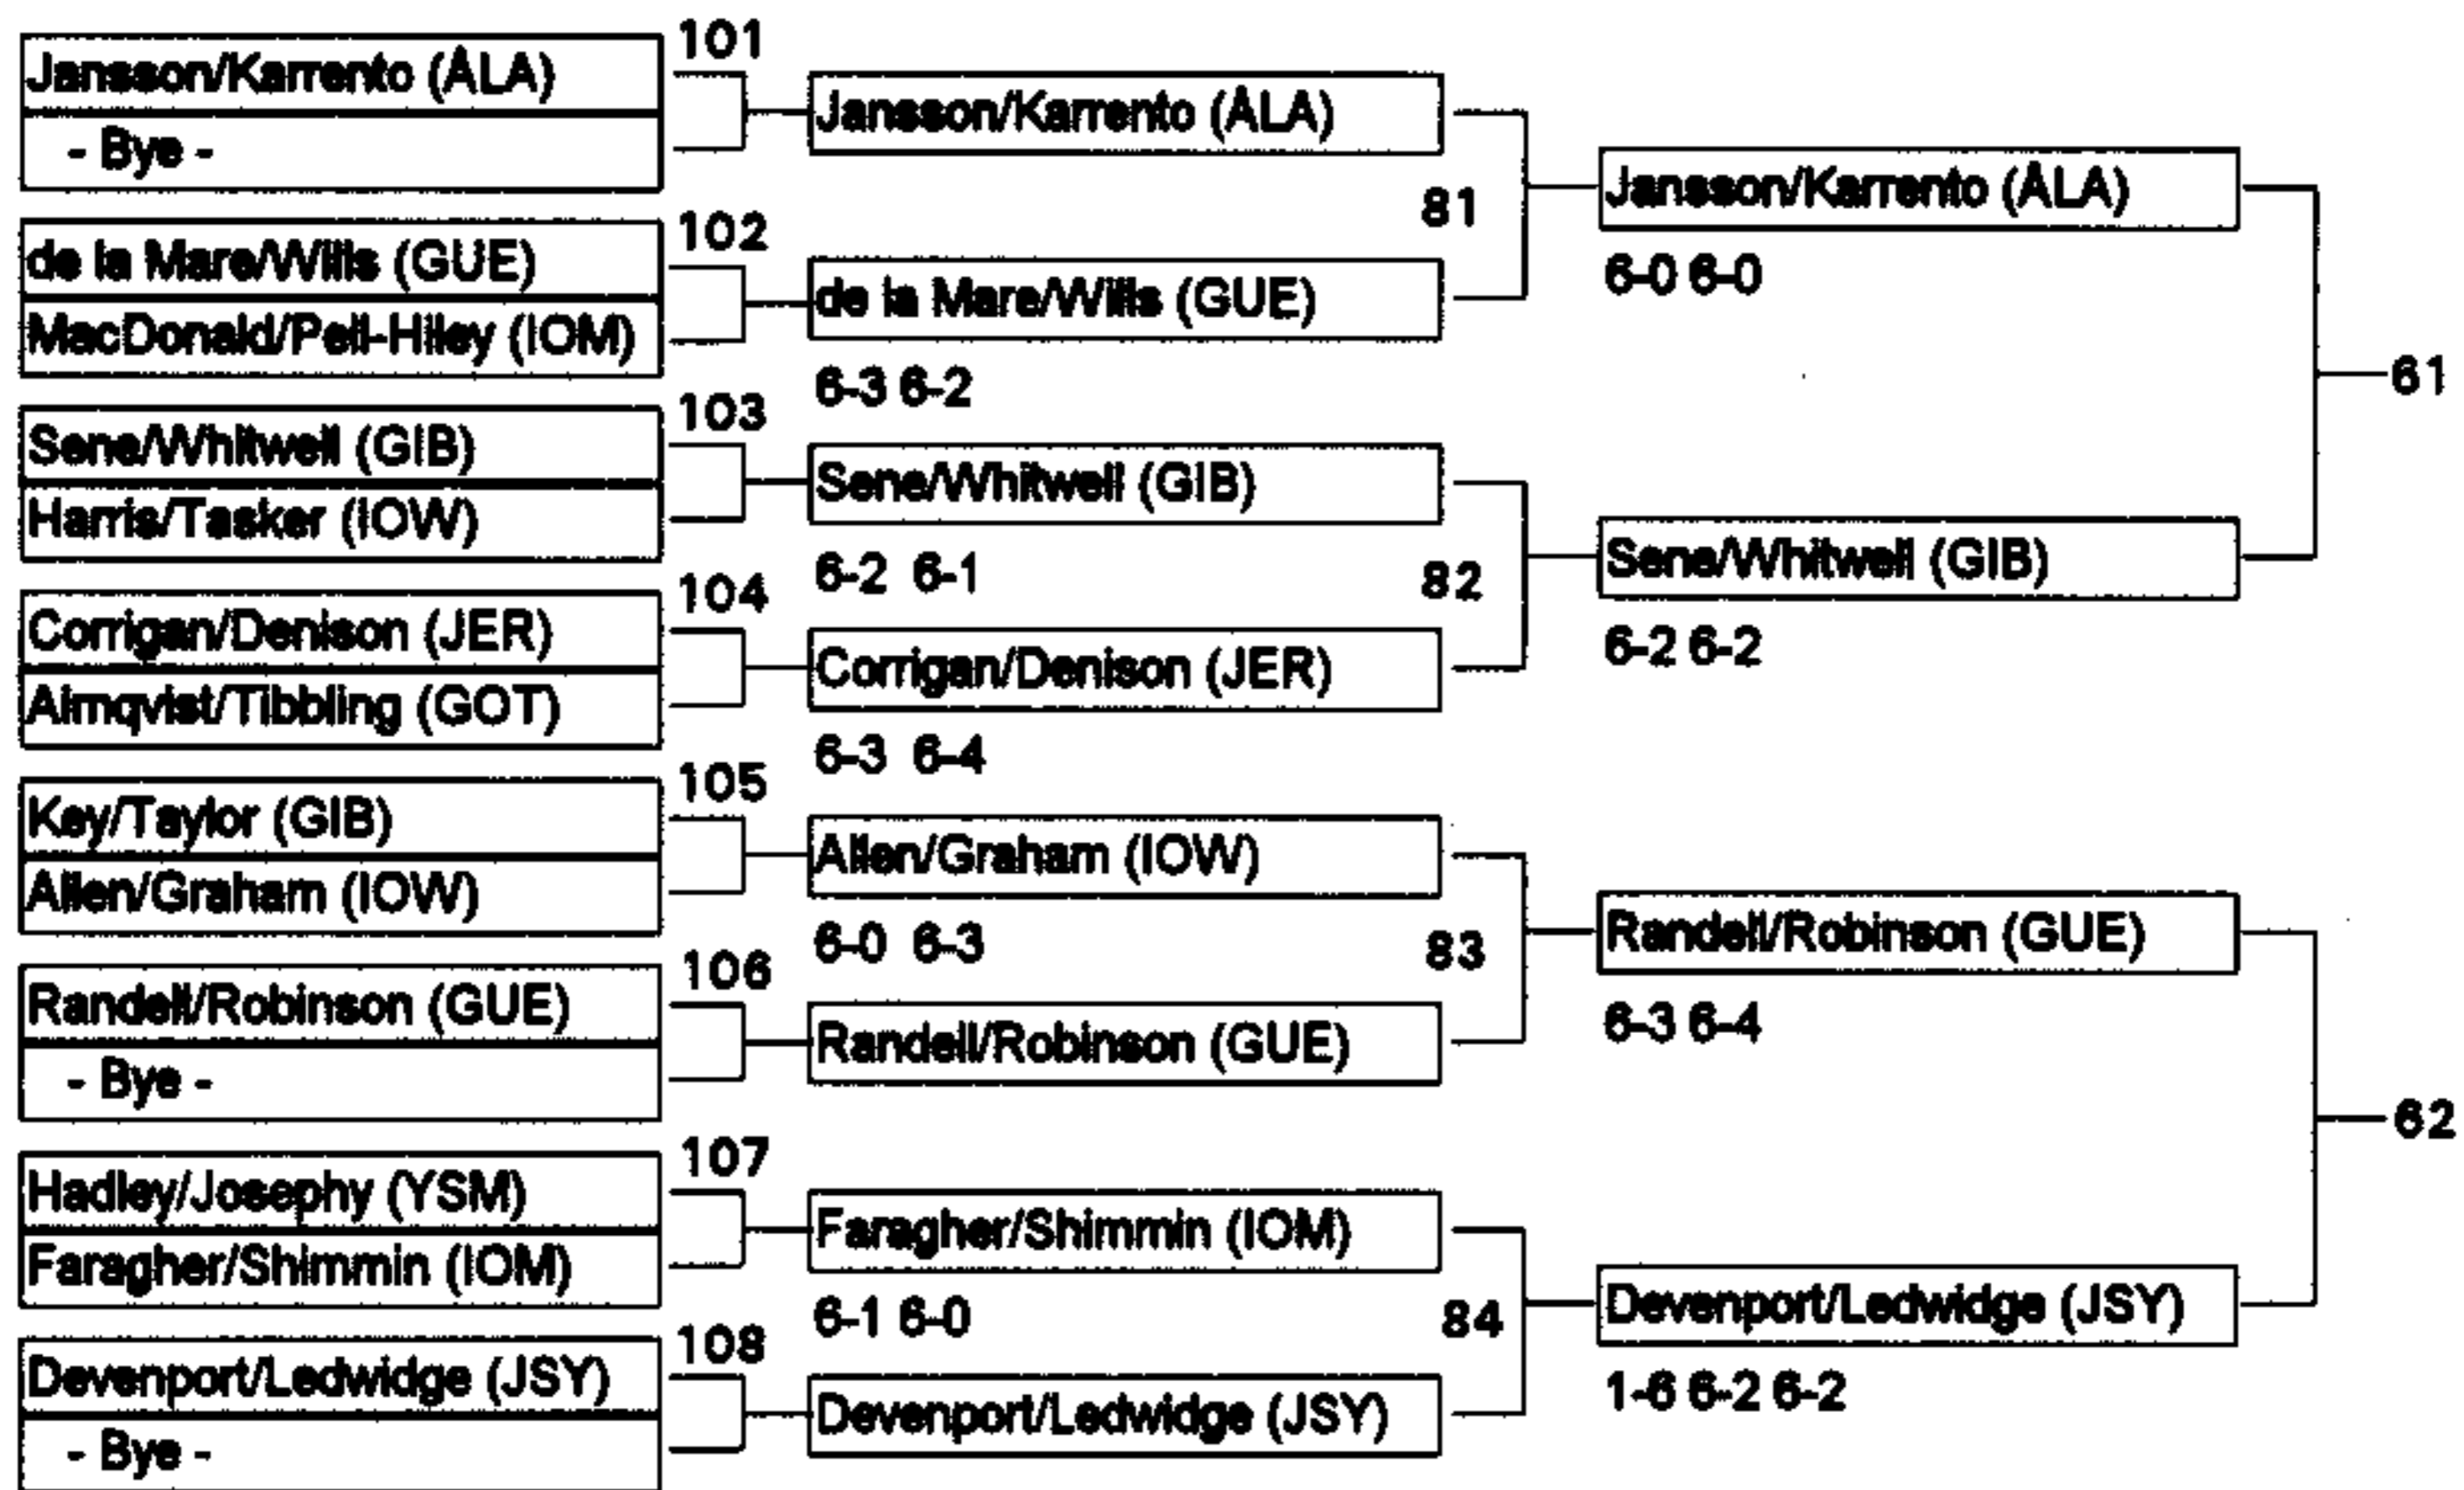 Jansson/Karrento (ÅLA)
- Bye -
de la Mare/Wills (GUE)
MacDonald/Pell-Hiley (IOM)
Sene/Whitwell (GIB)
Harris/Tasker (IOW)
Corrigan/Denison (JER)
Almqvist/Tibbling (GOT)
Key/Taylor (GIB)
Allen/Graham (IOW)
Randell/Robinson (GUE)
- Bye -
Hadley/Josephy (YSM)
Faragher/Shimmin (IOM)
Devenport/Ledwidge (JSY)
- Bye -
101
102
103
104
105
106
107
108
Jansson/Karrento (ÅLA)
de la Mare/Wills (GUE)
6-3 6-2
Sene/Whitwell (GIB)
6-2 6-1
Corrigan/Denison (JER)
6-3 6-4
Allen/Graham (IOW)
6-0 6-3
Randell/Robinson (GUE)
Faragher/Shimmin (IOM)
6-1 6-0
Devenport/Ledwidge (JSY)
81
82
83
84
Jansson/Karrento (ÅLA)
6-0 6-0
Sene/Whitwell (GIB)
6-2 6-2
Randell/Robinson (GUE)
6-3 6-4
Devenport/Ledwidge (JSY)
1-6 6-2 6-2
61
62